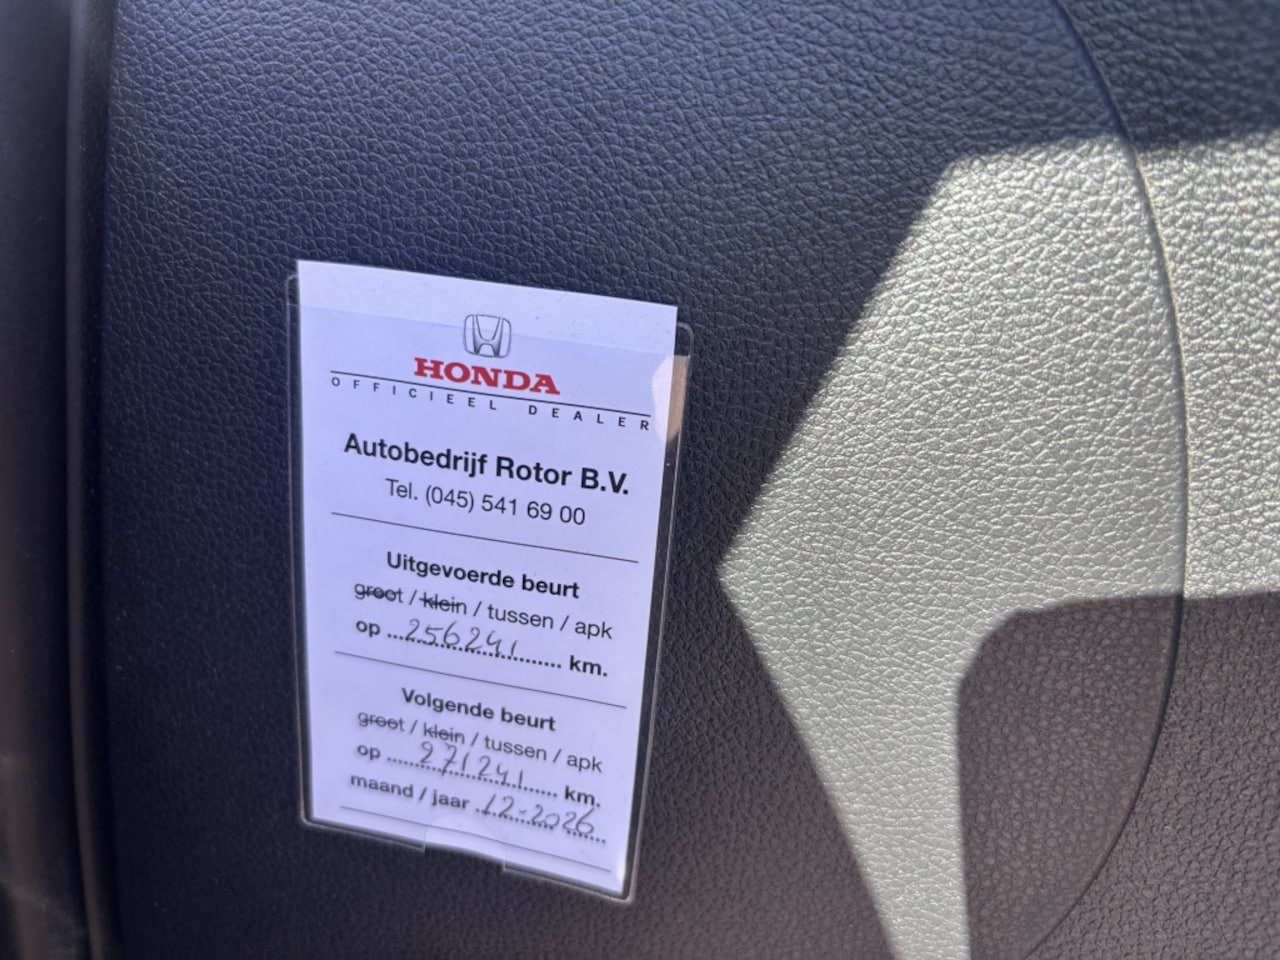 HONDA
OFFICIEEL DEALER
Autobedrijf Rotor B.V.
Tel. (045) 541 69 00
Uitgevoerde beurt
groot / klein / tussen / apk
op ...256241.......... km.
Volgende beurt
groot / klein / tussen / apk
op ......271241........ km.
maand / jaar ..12-2026......